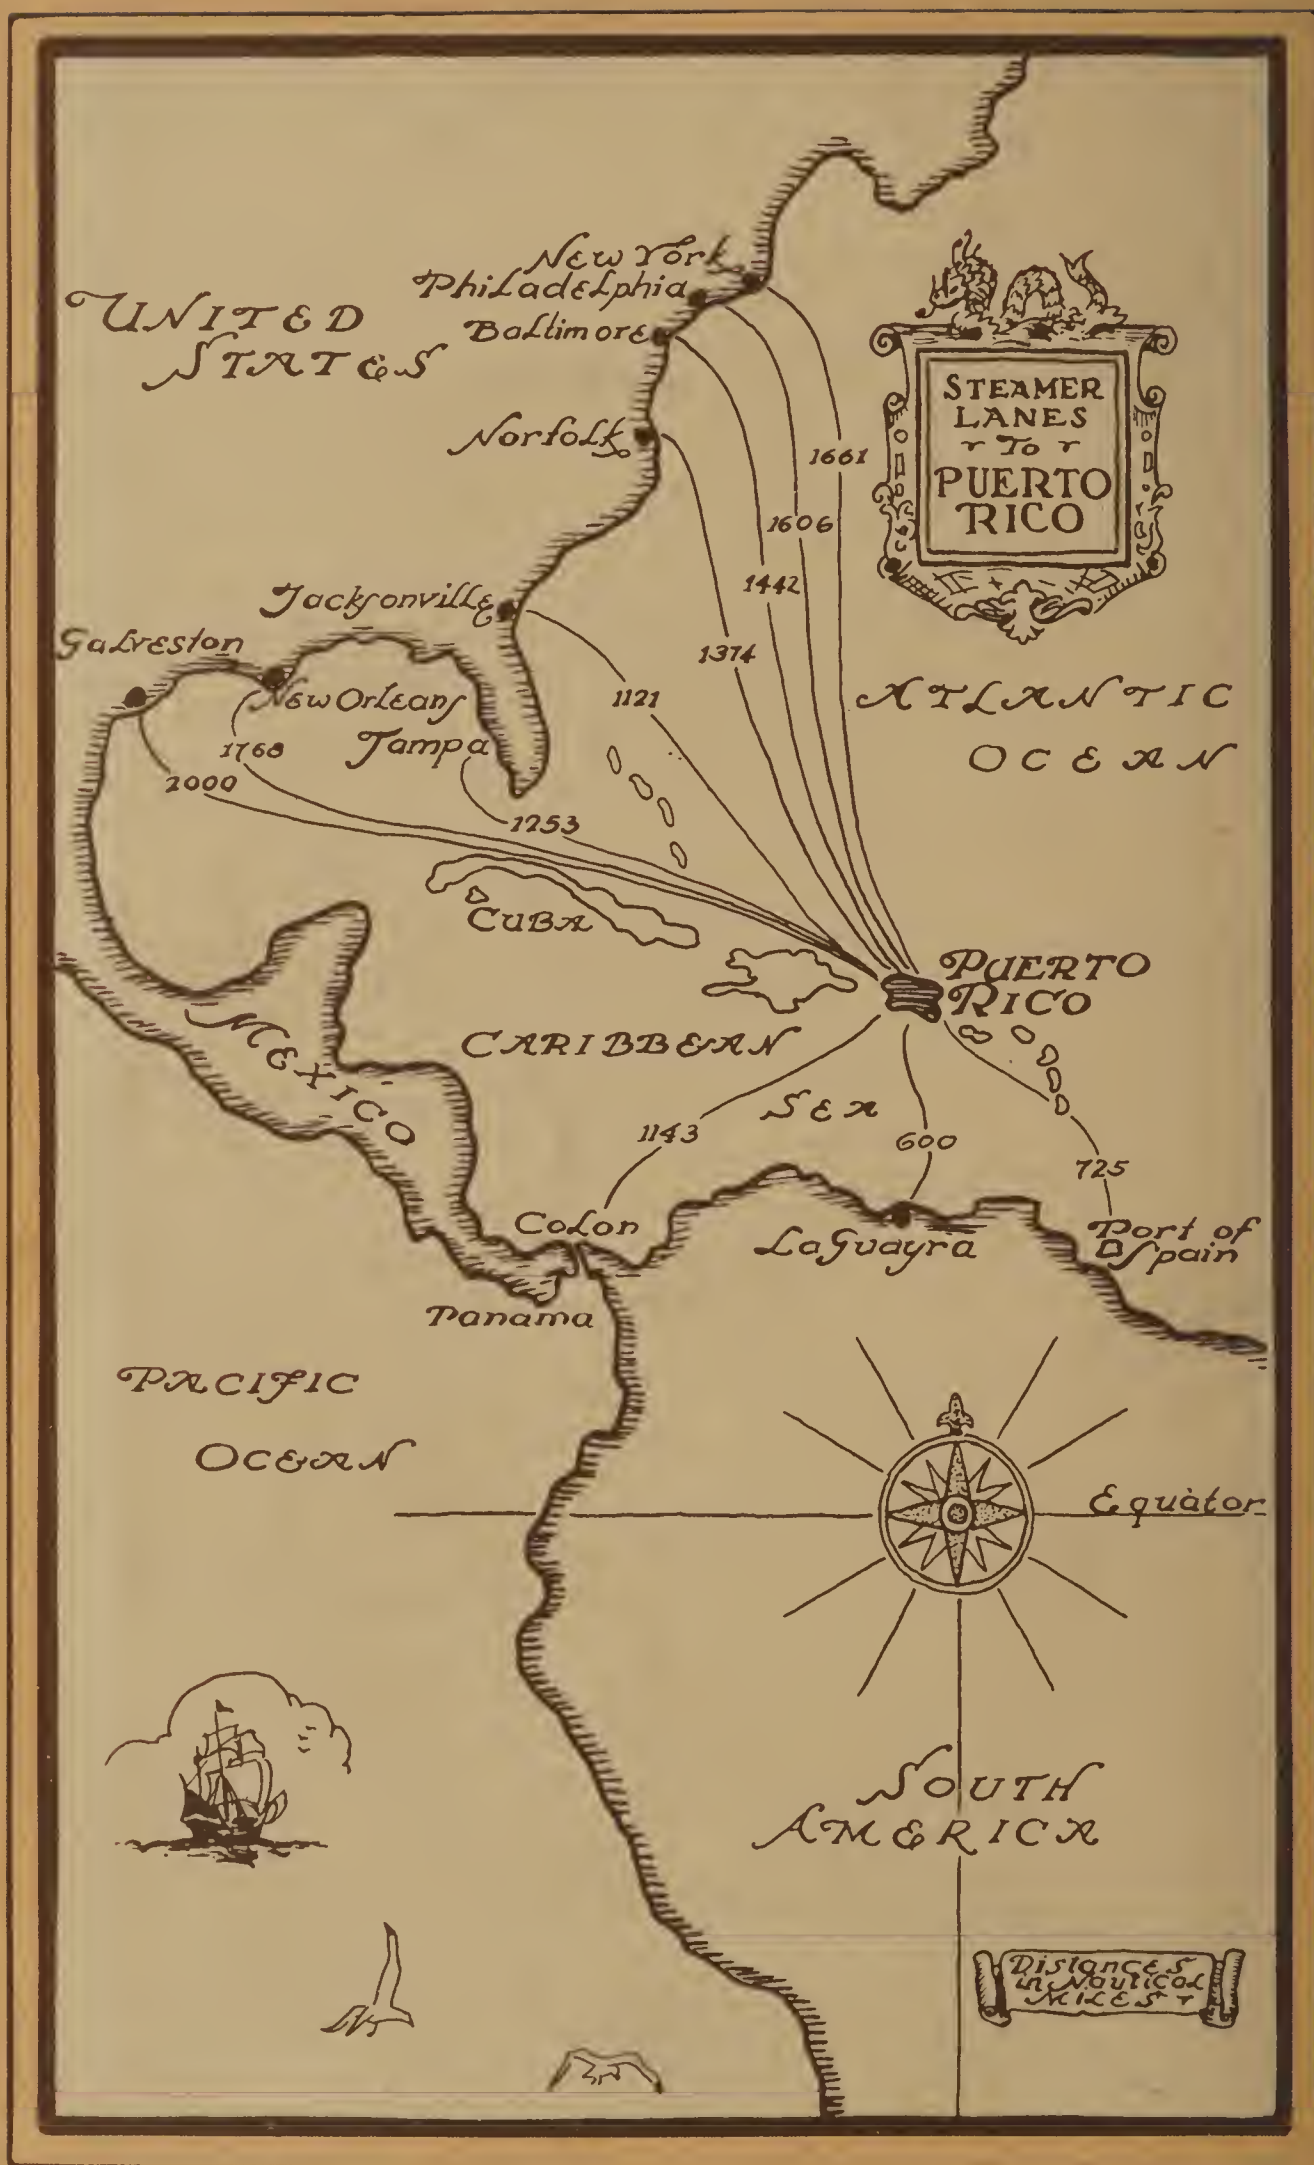 New York
Philadelphia
Baltimore
UNITED
STATES
Norfolk
STEAMER
LANES
To
PUERTO
RICO
1661
1606
1442
1374
1121
Jacksonville
Galveston
New Orleans
Tampa
1768
2000
1253
ATLANTIC
OCEAN
CUBA
PUERTO
RICO
MEXICO
CARIBBEAN
SEA
1143
600
725
Colon
La Guayra
Port of
Spain
Panama
PACIFIC
OCEAN
Equator
SOUTH
AMERICA
Distances
in Nautical
Miles